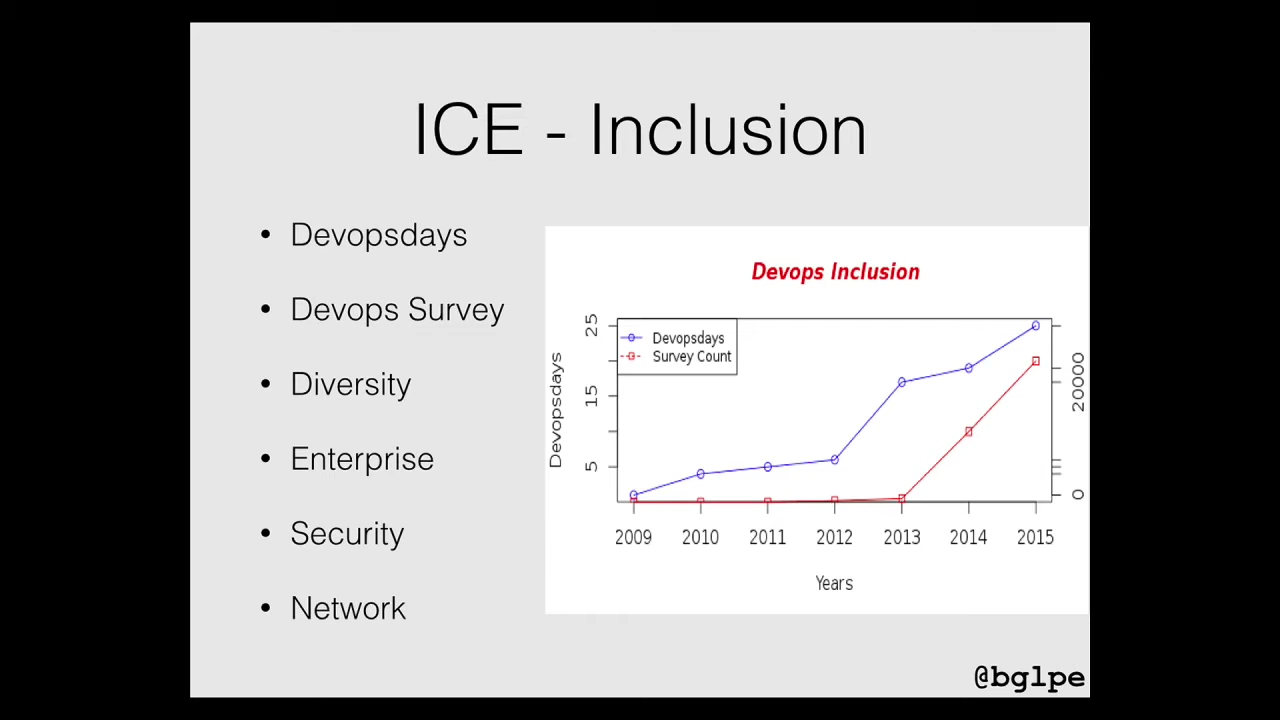 ICE - Inclusion
• Devopsdays
• Devops Survey
• Diversity
• Enterprise
• Security
• Network
Devops Inclusion
Devopsdays
Survey Count
Devopsdays
25
15
5
20000
0
2009 2010 2011 2012 2013 2014 2015
Years
@bglpe